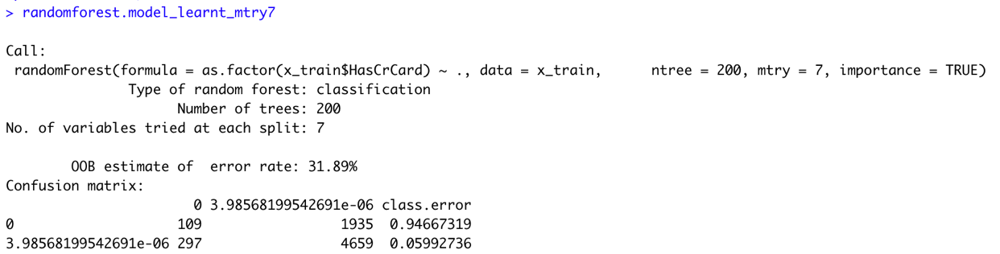 > randomforest.model_learnt_mtry7
Call:
randomForest(formula = as.factor(x_train$HasCrCard) ~ ., data = x_train,      ntree = 200, mtry = 7, importance = TRUE)
Type of random forest: classification
Number of trees: 200
No. of variables tried at each split: 7
OOB estimate of  error rate: 31.89%
Confusion matrix:
0 3.98568199542691e-06 class.error
0 109 1935 0.94667319
3.98568199542691e-06 297 4659 0.05992736